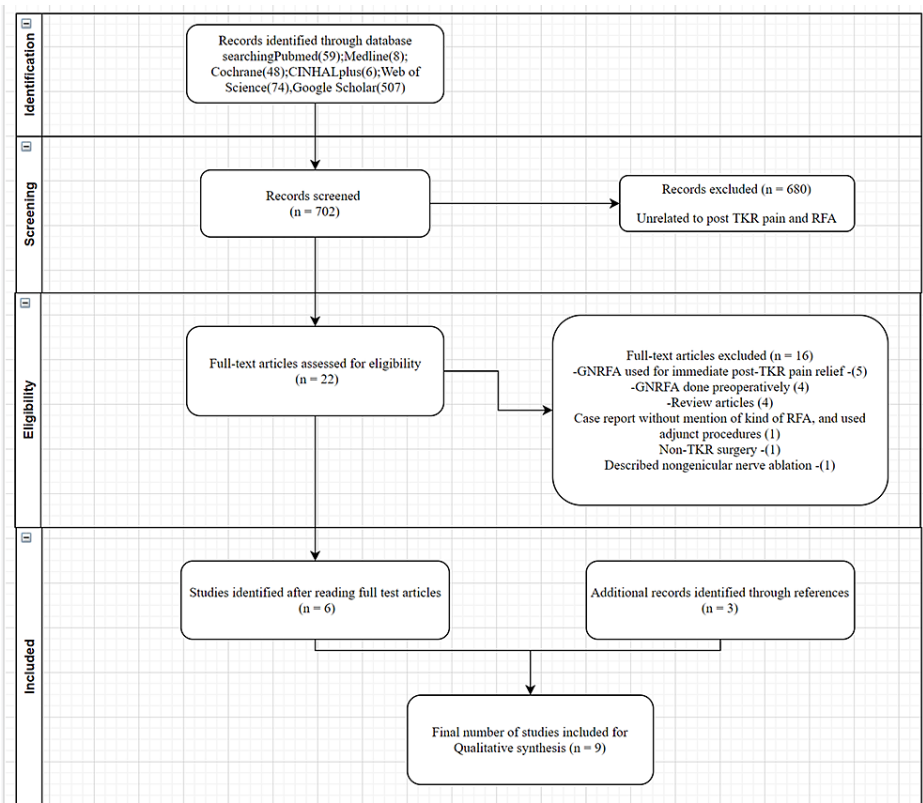 Identification
Records identified through database
searchingPubmed(59);Medline(8);
Cochrane(48);CINHALplus(6);Web of
Science(74),Google Scholar(507)
Screening
Records screened
(n = 702)
Records excluded (n = 680)
Unrelated to post TKR pain and RFA
Eligibility
Full-text articles assessed for eligibility
(n = 22)
Full-text articles excluded (n = 16)
-GNRFA used for immediate post-TKR pain relief -(5)
-GNRFA done preoperatively (4)
-Review articles (4)
Case report without mention of kind of RFA, and used
adjunct procedures (1)
Non-TKR surgery -(1)
Described nongenicular nerve ablation -(1)
Included
Studies identified after reading full test articles
(n = 6)
Additional records identified through references
(n = 3)
Final number of studies included for
Qualitative synthesis (n = 9)